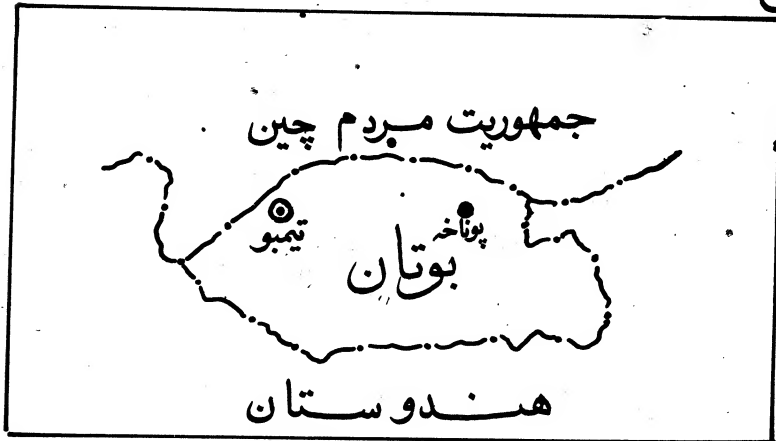 جمهوریت مردم چین
پوناخه
تیمبو
بوتان
هندوستان